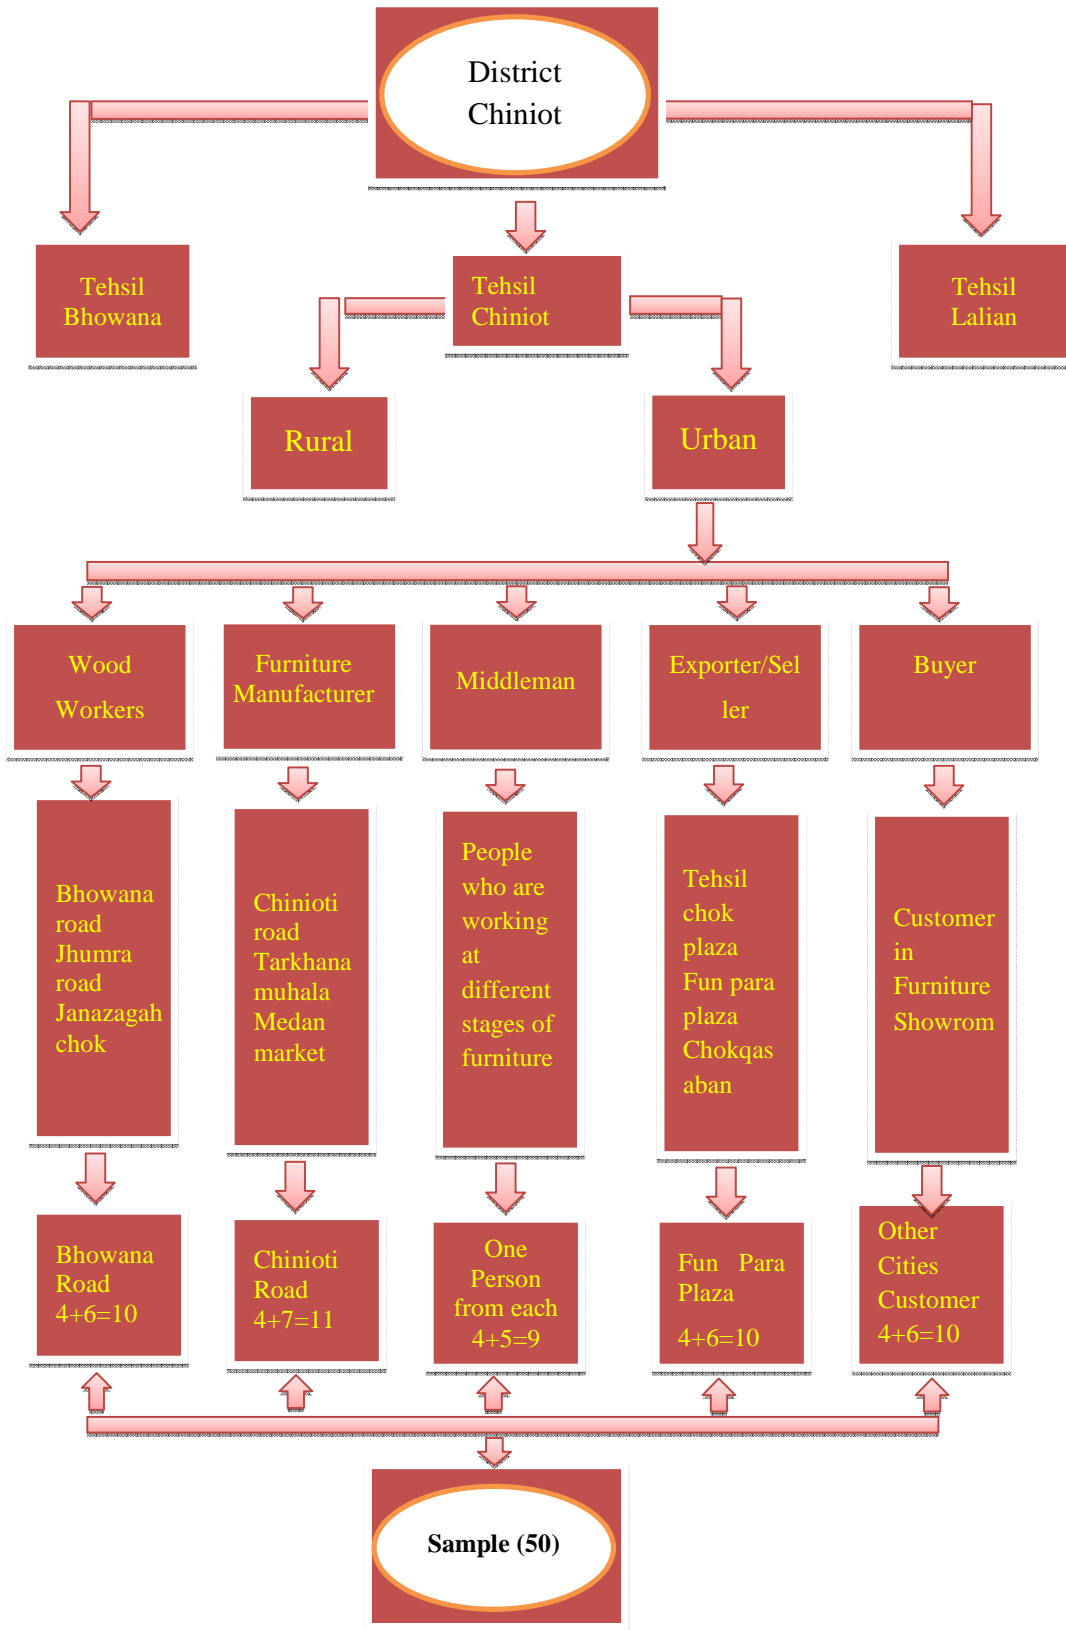 District
Chiniot
Tehsil
Bhowana
Tehsil
Chiniot
Tehsil
Lalian
Rural
Urban
Wood
Workers
Furniture
Manufacturer
Middleman
Exporter/Sel
ler
Buyer
Bhowana
road
Jhumra
road
Janazagah
chok
Chinioti
road
Tarkhana
muhala
Medan
market
People
who are
working
at
different
stages of
furniture
Tehsil
chok
plaza
Fun para
plaza
Chokqas
aban
Customer
in
Furniture
Showrom
Bhowana
Road
4+6=10
Chinioti
Road
4+7=11
One
Person
from each
4+5=9
Fun Para
Plaza
4+6=10
Other
Cities
Customer
4+6=10
Sample (50)